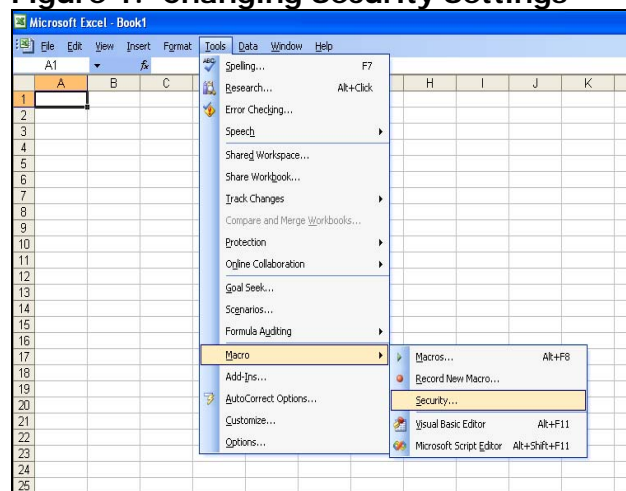 Figure 1. Changing Security Settings
Microsoft Excel - Book1
File Edit View Insert Format Tools Data Window Help
A1 fx
A B C H I J K
Spelling... F7
Research... Alt+Click
Error Checking...
Speech
Shared Workspace...
Share Workbook...
Track Changes
Compare and Merge Workbooks...
Protection
Online Collaboration
Goal Seek...
Scenarios...
Formula Auditing
Macro
Add-Ins...
AutoCorrect Options...
Customize...
Options...
Macros... Alt+F8
Record New Macro...
Security...
Visual Basic Editor Alt+F11
Microsoft Script Editor Alt+Shift+F11
1
2
3
4
5
6
7
8
9
10
11
12
13
14
15
16
17
18
19
20
21
22
23
24
25